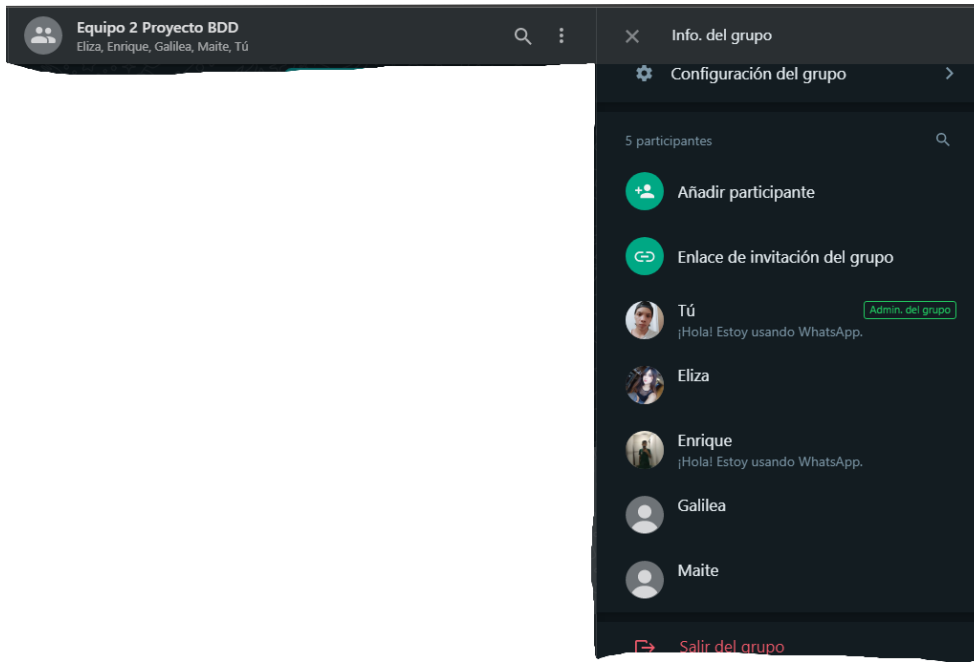 Equipo 2 Proyecto BDD
Eliza, Enrique, Galilea, Maite, Tú
Info. del grupo
Configuración del grupo
5 participantes
Añadir participante
Enlace de invitación del grupo
Tú
Admin. del grupo
¡Hola! Estoy usando WhatsApp.
Eliza
Enrique
¡Hola! Estoy usando WhatsApp.
Galilea
Maite
Salir del grupo